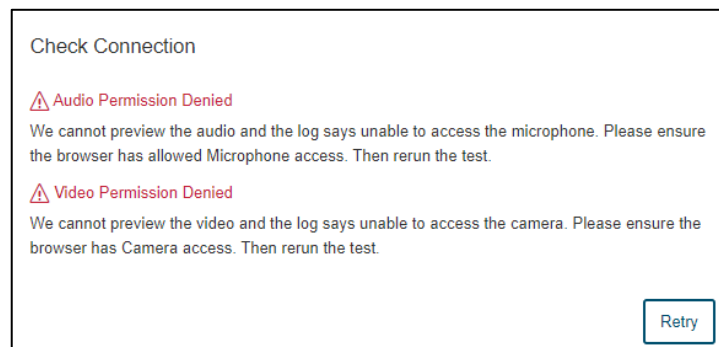 Check Connection
Audio Permission Denied
We cannot preview the audio and the log says unable to access the microphone. Please ensure
the browser has allowed Microphone access. Then rerun the test.
Video Permission Denied
We cannot preview the video and the log says unable to access the camera. Please ensure the
browser has Camera access. Then rerun the test.
Retry